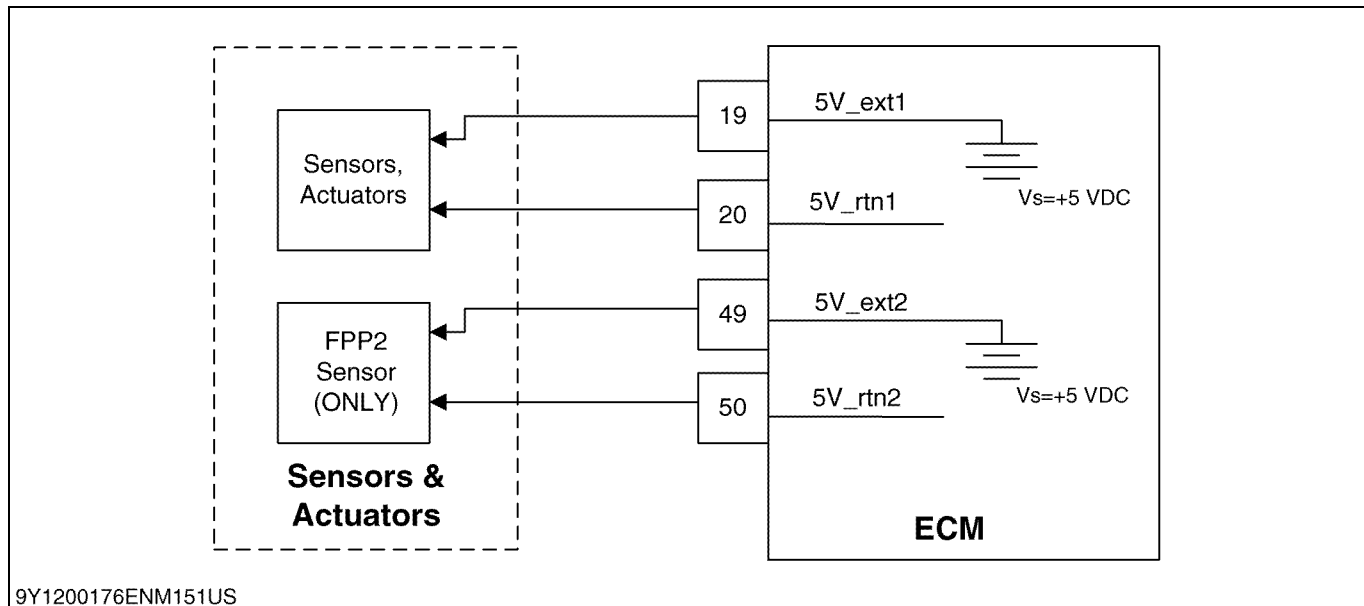 Sensors,
Actuators
FPP2
Sensor
(ONLY)
Sensors &
Actuators
19
20
49
50
5V_ext1
Vs=+5 VDC
5V_rtn1
5V_ext2
Vs=+5 VDC
5V_rtn2
ECM
9Y1200176ENM151US